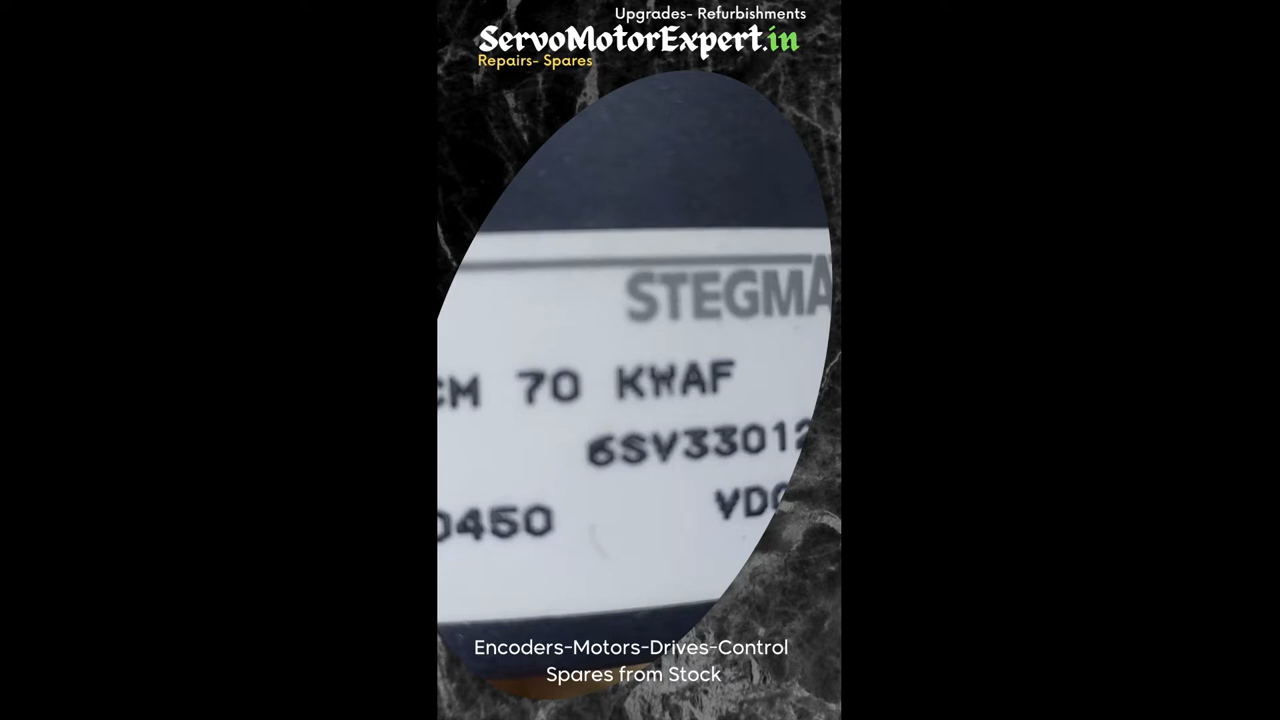 Upgrades- Refurbishments
ServoMotorExpert.in
Repairs- Spares
STEGMA
CM 70 KWAF
6SV33012
0450 VDC
Encoders-Motors-Drives-Control
Spares from Stock